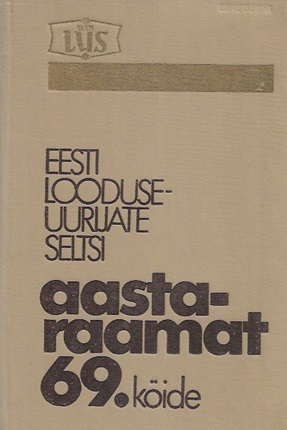 LUS
EESTI
LOODUSE-
UURIJATE
SELTSI
aasta-
raamat
69. köide